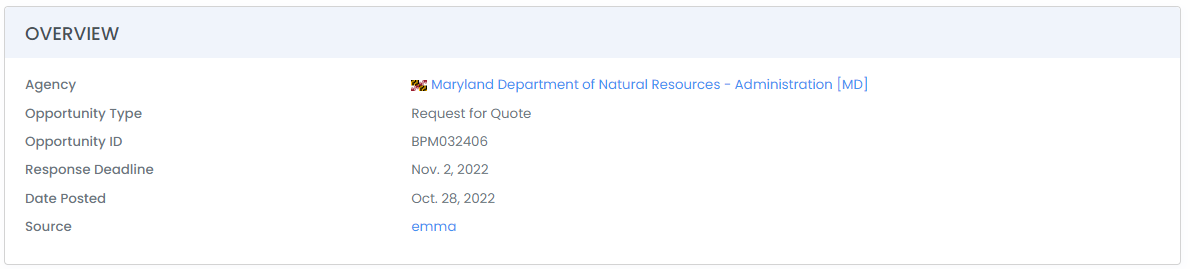 OVERVIEW
Agency Maryland Department of Natural Resources - Administration [MD]
Opportunity Type Request for Quote
Opportunity ID BPM032406
Response Deadline Nov. 2, 2022
Date Posted Oct. 28, 2022
Source emma